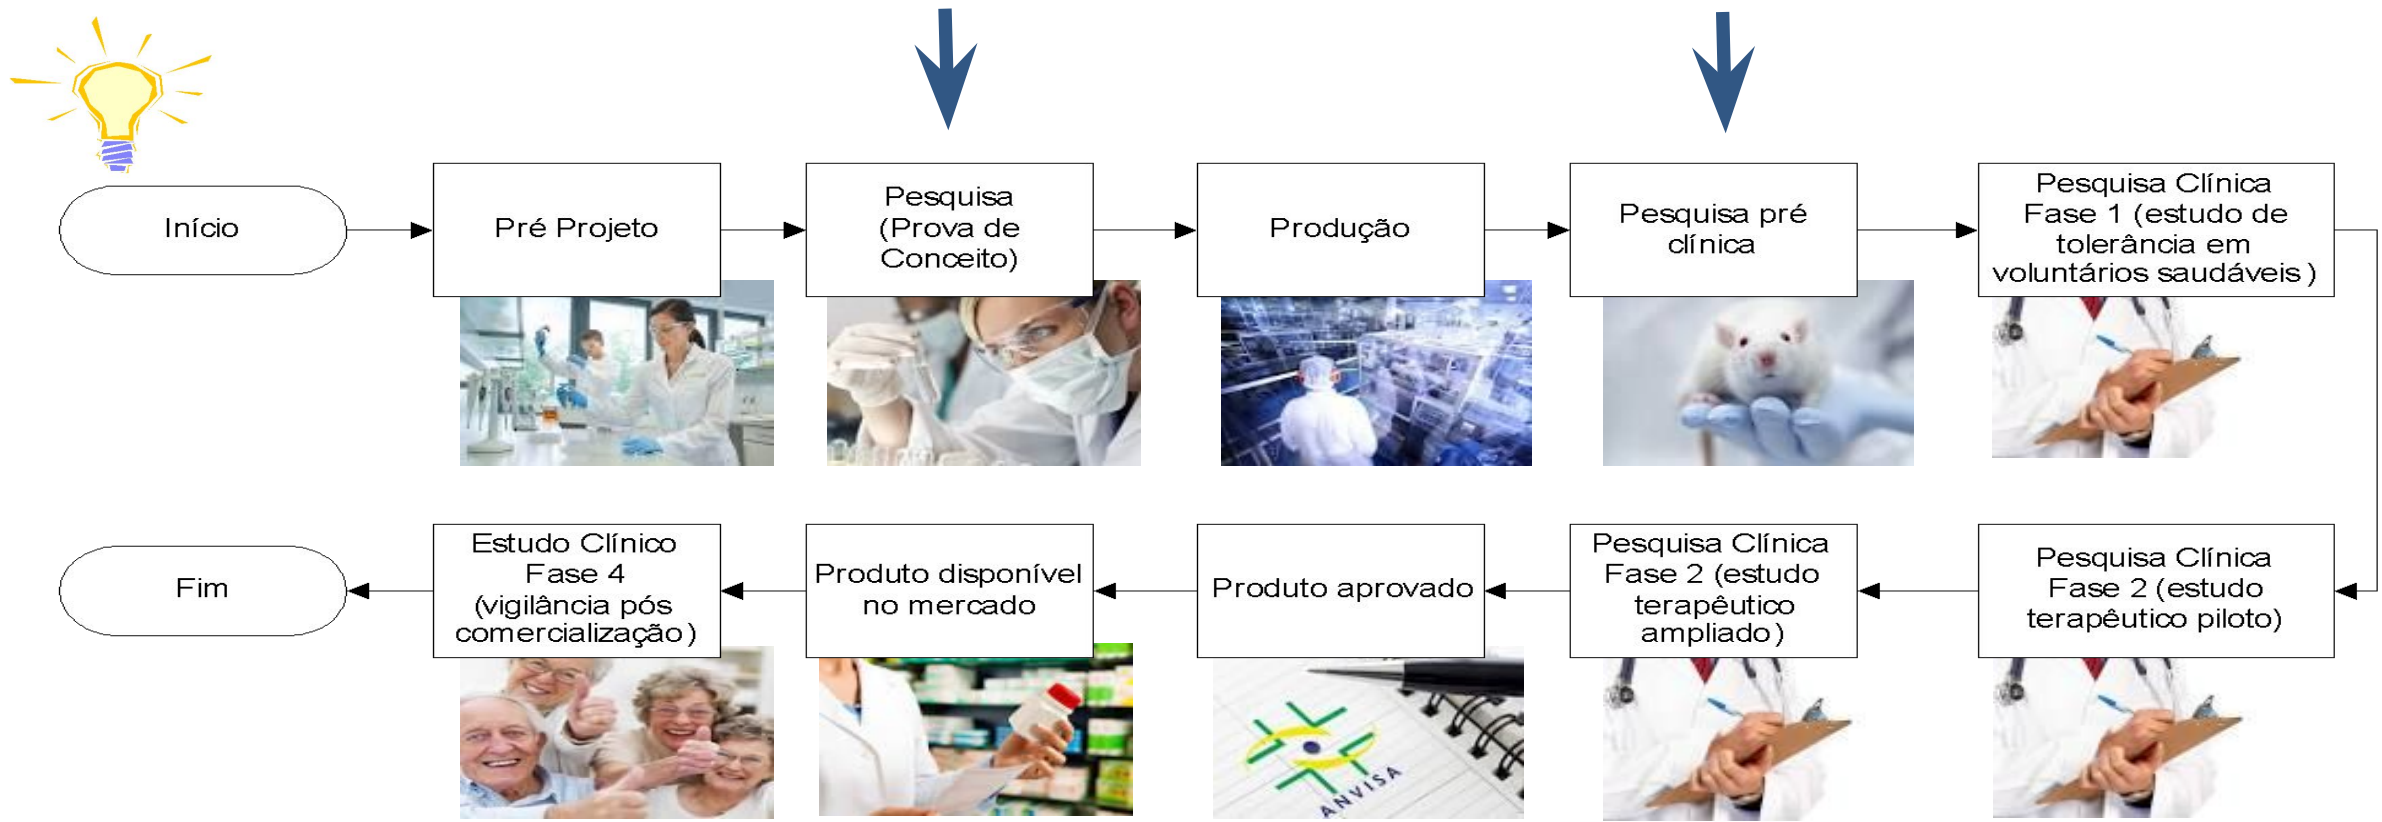 Início
Pré Projeto
Pesquisa
(Prova de
Conceito)
Produção
Pesquisa pré
clínica
Pesquisa Clínica
Fase 1 (estudo de
tolerância em
voluntários saudáveis)
Fim
Estudo Clínico
Fase 4
(vigilância pós
comercialização)
Produto disponível
no mercado
Produto aprovado
Pesquisa Clínica
Fase 2 (estudo
terapêutico
ampliado)
Pesquisa Clínica
Fase 2 (estudo
terapêutico piloto)
ANVISA